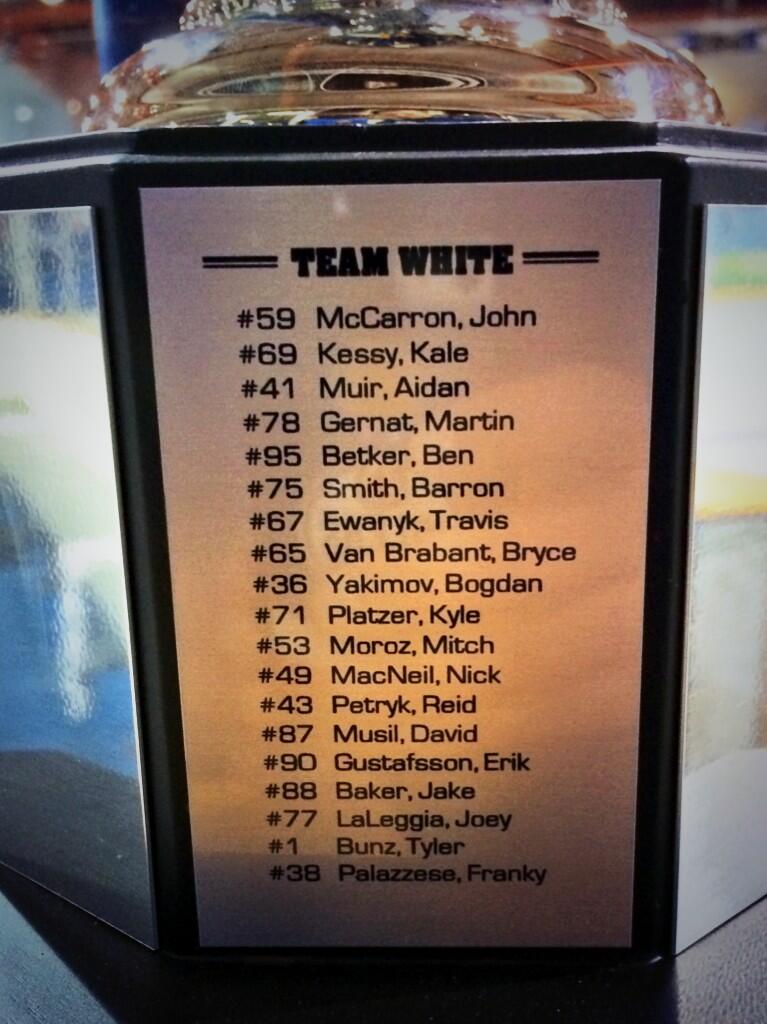 TEAM WHITE
#59 McCarron, John
#69 Kessy, Kale
#41 Muir, Aidan
#78 Gernat, Martin
#95 Betker, Ben
#75 Smith, Barron
#67 Ewanyk, Travis
#65 Van Brabant, Bryce
#36 Yakimov, Bogdan
#71 Platzer, Kyle
#53 Moroz, Mitch
#49 MacNeil, Nick
#43 Petryk, Reid
#87 Musil, David
#90 Gustafsson, Erik
#88 Baker, Jake
#77 LaLeggia, Joey
#1 Bunz, Tyler
#38 Palazzese, Franky